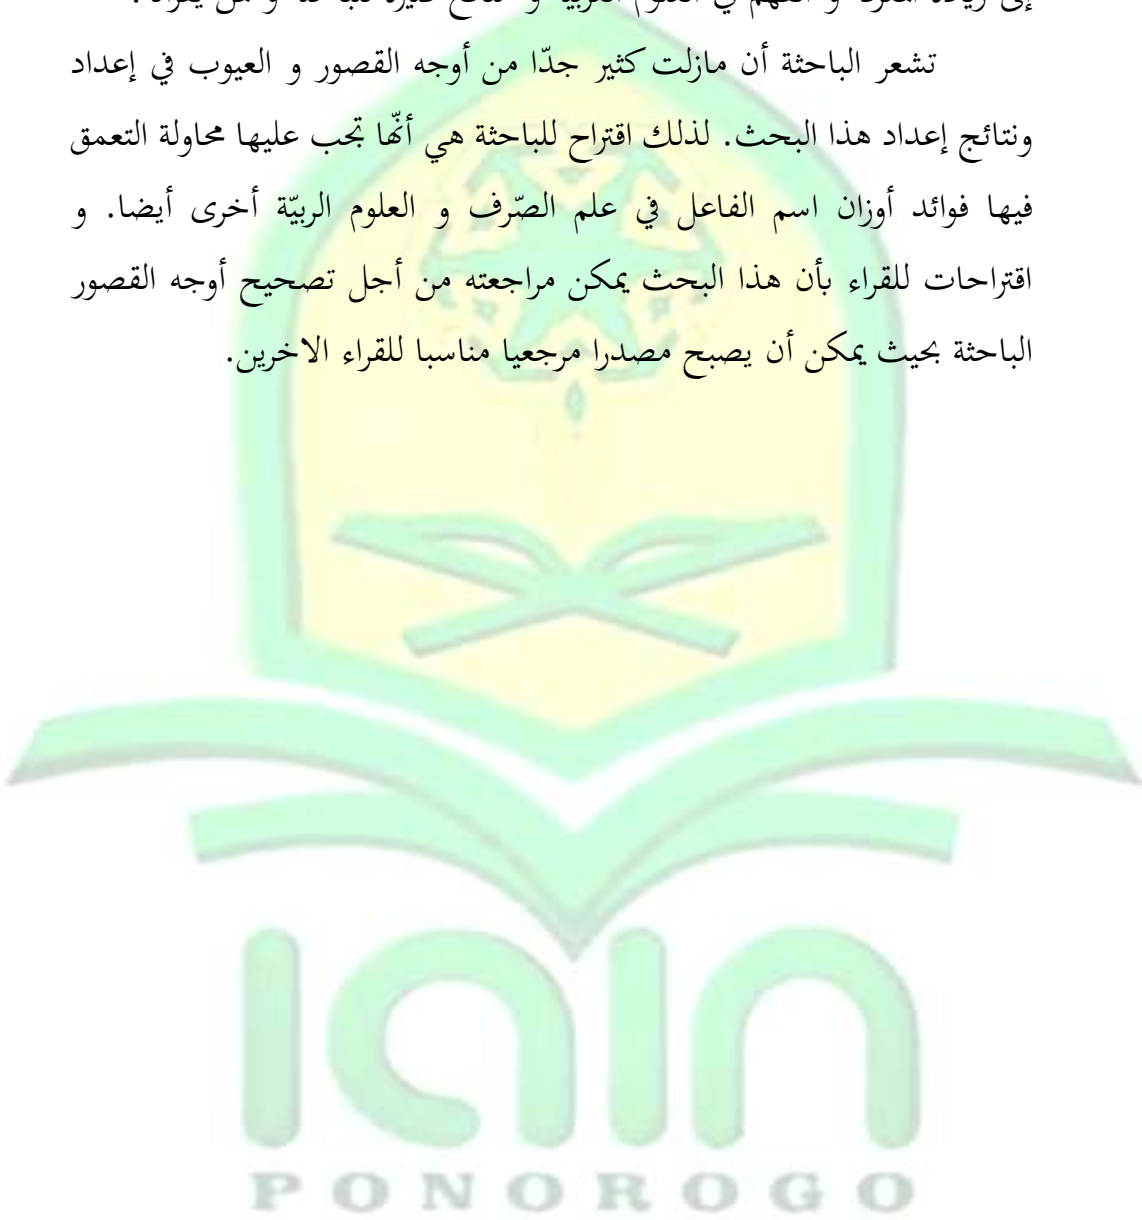 تشعر الباحثة أن مازلت كثير جدّا من أوجه القصور و العيوب في إعداد
ونتائج إعداد هذا البحث. لذلك اقتراح للباحثة هي أنّها تجب عليها محاولة التعمق
فيها فوائد أوزان اسم الفاعل في علم الصّرف و العلوم الربيّة أخرى أيضا. و
اقتراحات للقراء بأن هذا البحث يمكن مراجعته من أجل تصحيح أوجه القصور
الباحثة بحيث يمكن أن يصبح مصدرا مرجعيا مناسبا للقراء الاخرين.
iain
PONOROGO